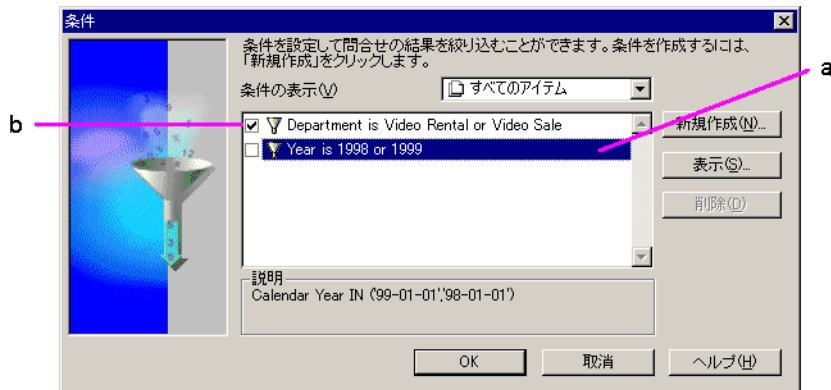 条件
条件を設定して問合せの結果を絞り込むことができます。条件を作成するには、
「新規作成」をクリックします。
条件の表示(V)
すべてのアイテム
a
b
Department is Video Rental or Video Sale
新規作成(N)...
Year is 1998 or 1999
表示(S)...
削除(D)
説明
Calendar Year IN ('99-01-01','98-01-01')
OK
取消
ヘルプ(H)